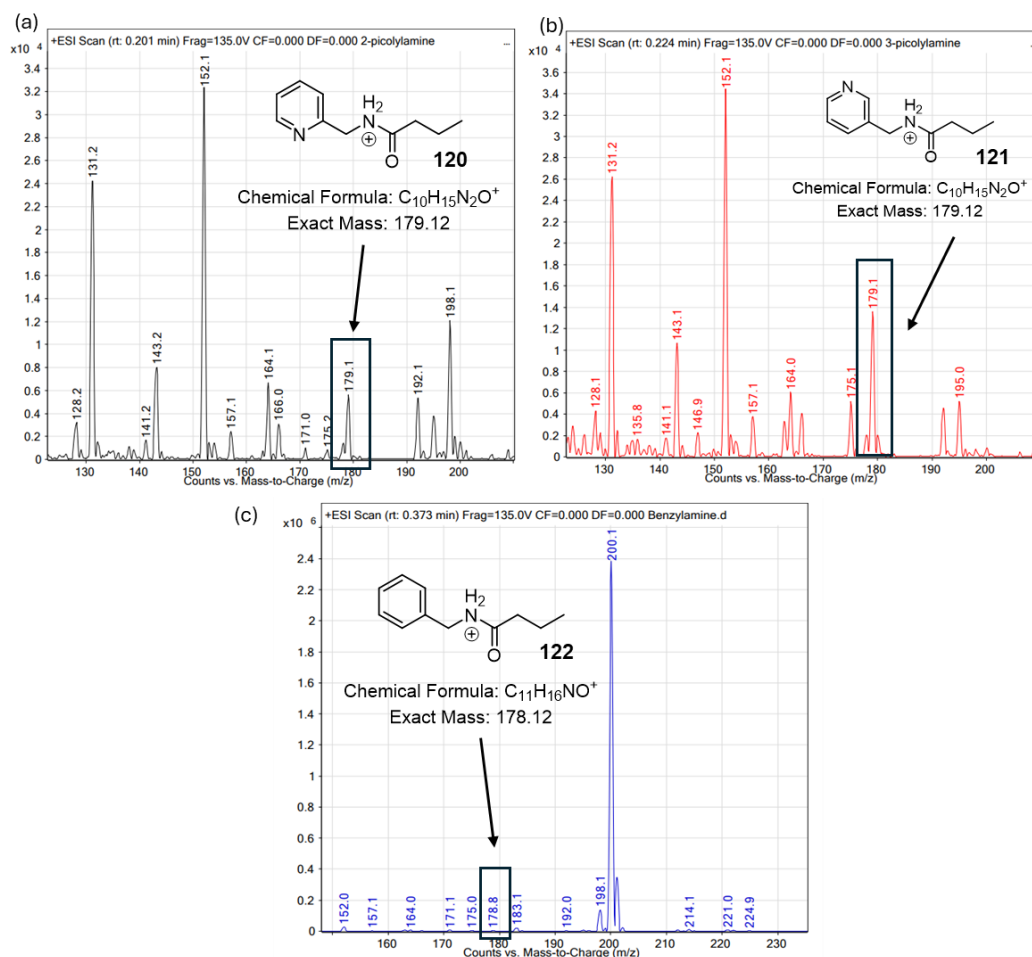 (a)
+ESI Scan (rt: 0.201 min) Frag=135.0V CF=0.000 DF=0.000 2-picolylamine ...
x10 4
3.4
3.2
3
2.8
2.6
2.4
2.2
2
1.8
1.6
1.4
1.2
1
0.8
0.6
0.4
0.2
0
128.2
131.2
141.2
143.2
152.1
157.1
164.1
166.0
171.0
175.2
179.1
192.1
198.1
N
H2
N
+
O
120
Chemical Formula: C10H15N2O+
Exact Mass: 179.12
130 140 150 160 170 180 190 200
Counts vs. Mass-to-Charge (m/z)
(b)
+ESI Scan (rt: 0.224 min) Frag=135.0V CF=0.000 DF=0.000 3-picolylamine ...
x10 4
3.6
3.4
3.2
3
2.8
2.6
2.4
2.2
2
1.8
1.6
1.4
1.2
1
0.8
0.6
0.4
0.2
0
128.1
131.2
135.8
141.1
143.1
146.9
152.1
157.1
164.0
175.1
179.1
195.0
N
H2
N
+
O
121
Chemical Formula: C10H15N2O+
Exact Mass: 179.12
130 140 150 160 170 180 190 200
Counts vs. Mass-to-Charge (m/z)
(c)
+ESI Scan (rt: 0.373 min) Frag=135.0V CF=0.000 DF=0.000 Benzylamine.d
x10 6
2.4
2.2
2
1.8
1.6
1.4
1.2
1
0.8
0.6
0.4
0.2
0
152.0
157.1
164.0
171.1
175.0
178.8
183.1
192.0
198.1
200.1
214.1
221.0
224.9
H2
N
+
O
122
Chemical Formula: C11H16NO+
Exact Mass: 178.12
160 170 180 190 200 210 220 230
Counts vs. Mass-to-Charge (m/z)